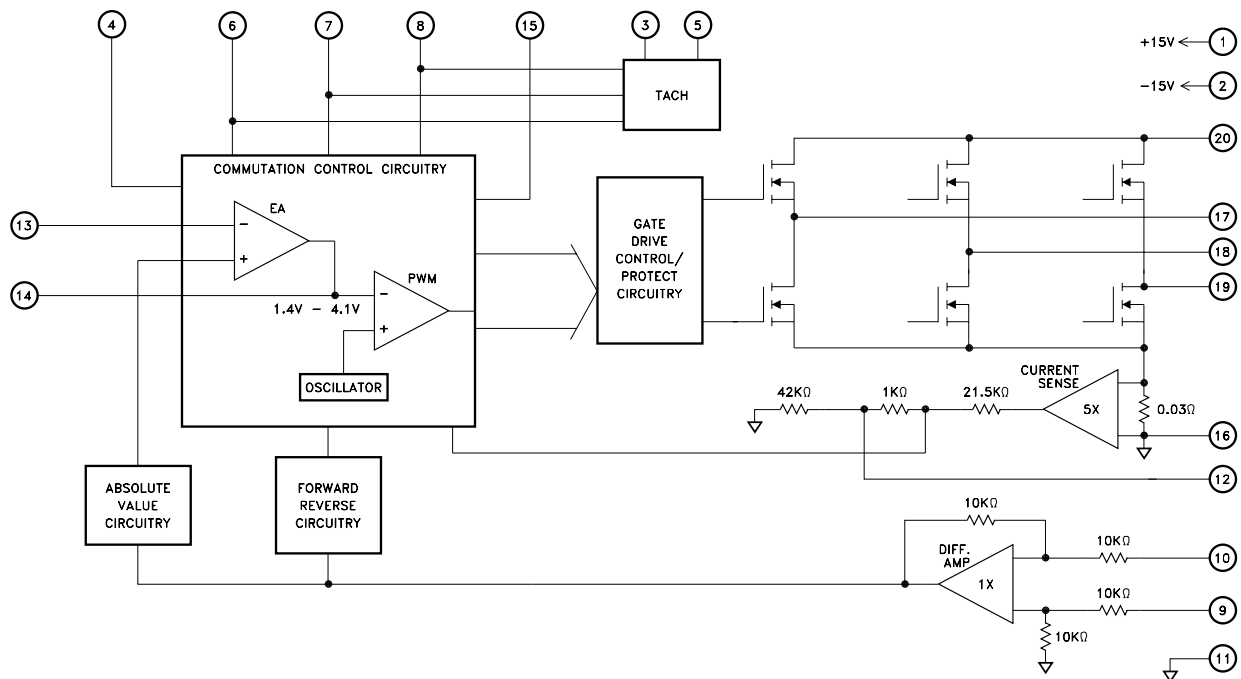 4
6
7
8
15
3
5
+15V
1
-15V
2
TACH
20
COMMUTATION CONTROL CIRCUITRY
EA
13
-
+
14
1.4V - 4.1V
PWM
-
+
OSCILLATOR
GATE
DRIVE
CONTROL/
PROTECT
CIRCUITRY
17
18
19
CURRENT
SENSE
5X
42KΩ
1KΩ
21.5KΩ
0.03Ω
16
12
ABSOLUTE
VALUE
CIRCUITRY
FORWARD
REVERSE
CIRCUITRY
10KΩ
DIFF.
AMP
1X
10KΩ
10
10KΩ
9
10KΩ
11